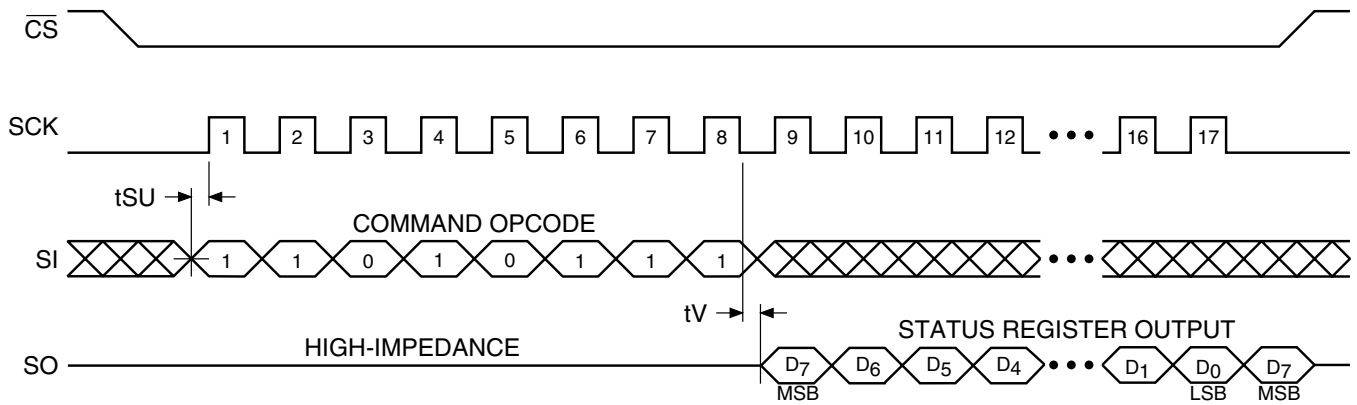 CS
SCK 1 2 3 4 5 6 7 8 9 10 11 12 ••• 16 17
tSU
COMMAND OPCODE
SI 1 1 0 1 0 1 1 1 •••
tV
STATUS REGISTER OUTPUT
HIGH-IMPEDANCE
SO D7 D6 D5 D4 ••• D1 D0 D7
MSB LSB MSB